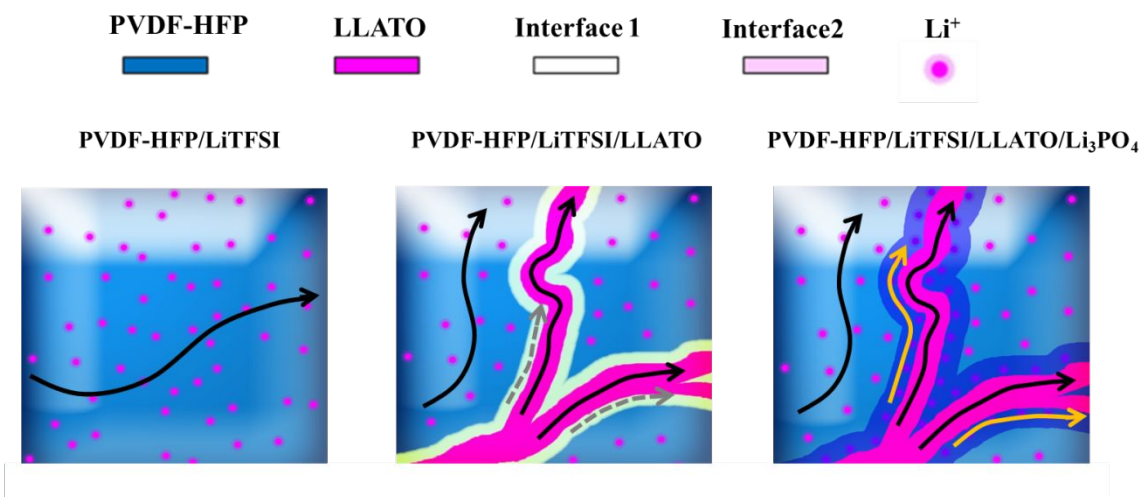 PVDF-HFP LLATO Interface 1 Interface2 Li⁺
PVDF-HFP/LiTFSI PVDF-HFP/LiTFSI/LLATO PVDF-HFP/LiTFSI/LLATO/Li₃PO₄